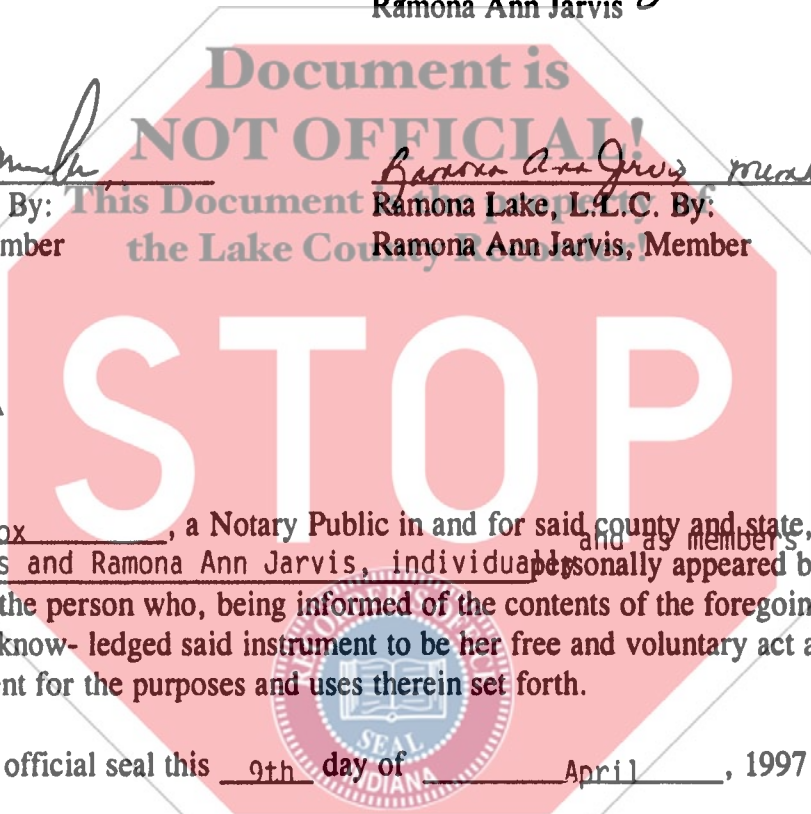 Ramona Ann Jarvis
Document is
NOT OFFICIAL!
Ramona Ann Jarvis
By: This Document is the property of
Ramona Lake, L.L.C. By:
mber the Lake County Recorder!
Ramona Ann Jarvis, Member
STOP
ox , a Notary Public in and for said county and state,
and as members,
s and Ramona Ann Jarvis, individually personally appeared b
the person who, being informed of the contents of the foregoin
know- ledged said instrument to be her free and voluntary act a
nt for the purposes and uses therein set forth.
RECORDER'S OFFICE
SEAL
INDIANA
official seal this 9th day of April , 1997